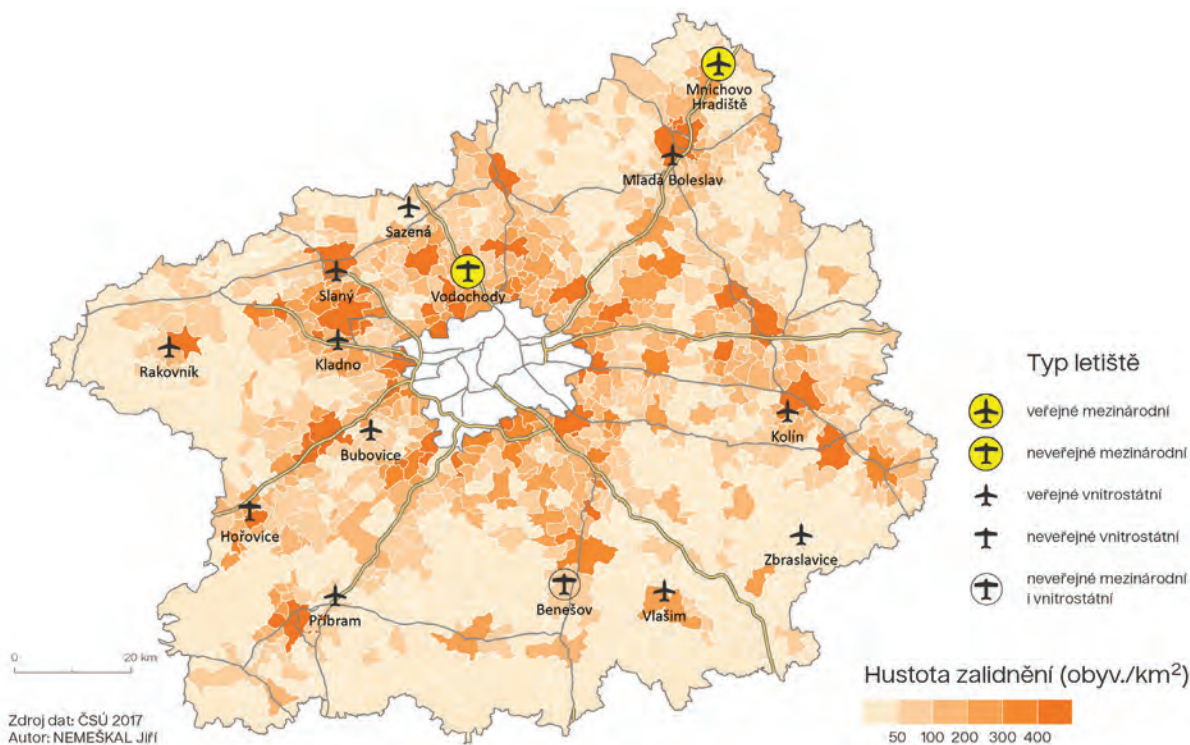 Mnichovo
Hradiště
Mladá Boleslav
Sazená
Slaný
Vodochody
Rakovník
Kladno
Bubovice
Kolín
Hořovice
Zbraslavice
Příbram
Benešov
Vlašim
Typ letiště
veřejné mezinárodní
neveřejné mezinárodní
veřejné vnitrostátní
neveřejné vnitrostátní
neveřejné mezinárodní
i vnitrostátní
0 20 km
Hustota zalidnění (obyv./km²)
50 100 200 300 400
Zdroj dat: ČSÚ 2017
Autor: NEMEŠKAL Jiří